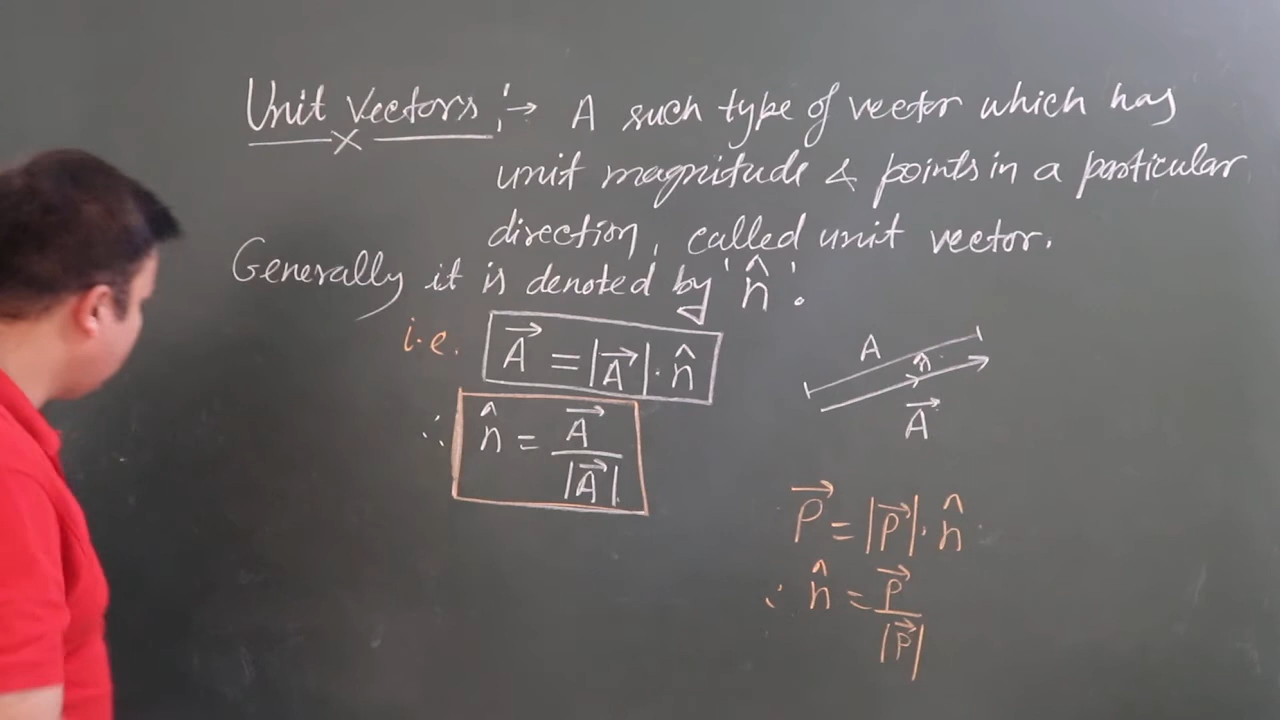 Unit Vectors :→ A such type of vector which has
unit magnitude & points in a particular
direction, called unit vector.
Generally it is denoted by 'n̂'.
i.e. A⃗ = |A⃗|·n̂
∴ n̂ = A⃗ / |A⃗|
A
n̂
A⃗
P⃗ = |P⃗|·n̂
∴ n̂ = P⃗ / |P⃗|